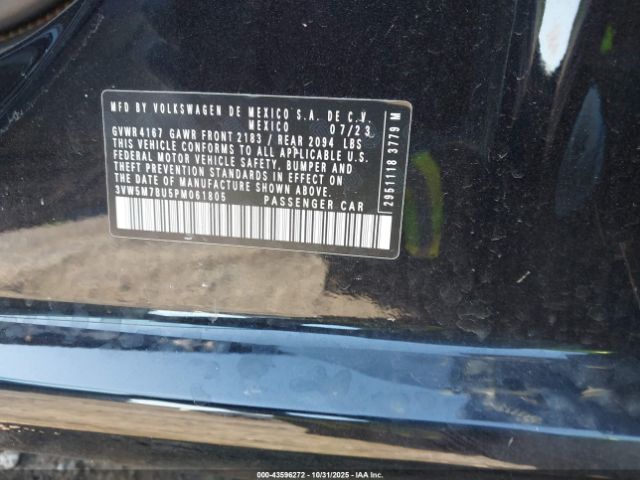 MFD BY VOLKSWAGEN DE MEXICO S.A. DE C.V.
MEXICO 07/23
GVWR4167 GAWR FRONT 2183 / REAR 2094 LBS
THIS VEHICLE CONFORMS TO ALL APPLICABLE U.S.
FEDERAL MOTOR VEHICLE SAFETY, BUMPER AND
THEFT PREVENTION STANDARDS IN EFFECT ON
THE DATE OF MANUFACTURE SHOWN ABOVE.
3VW5M7BU5PM061805 PASSENGER CAR
2951118 3779 M
000-43596272 - 10/31/2025 - Copyright © 2025 IAA.